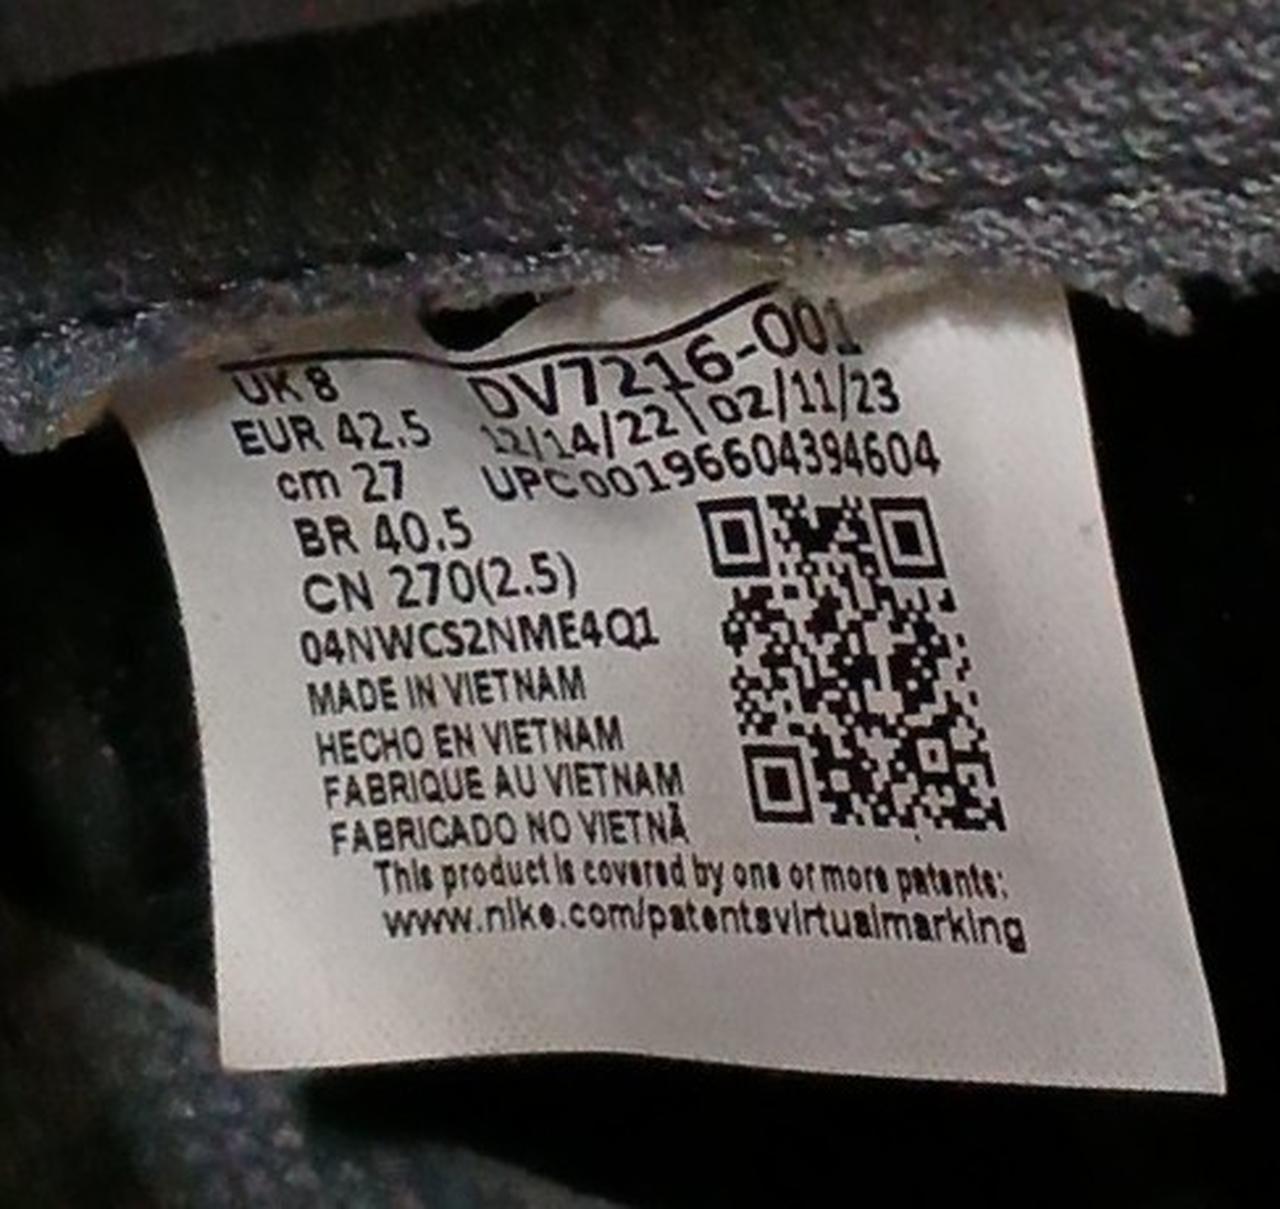 UK 8
EUR 42.5
cm 27
BR 40.5
CN 270(2.5)
DV7216-001
12/14/22\02/11/23
UPC001966043946​04
04NWCS2NME4Q1
MADE IN VIETNAM
HECHO EN VIETNAM
FABRIQUE AU VIETNAM
FABRICADO NO VIETNÃ
This product is covered by one or more patents:
www.nike.com/patentsvirtualmarking